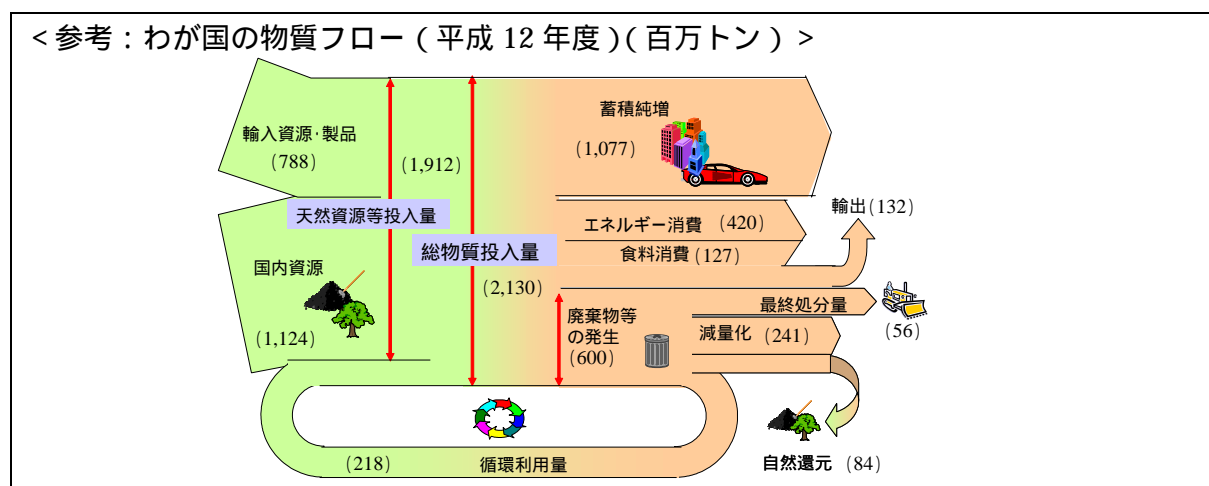 <参考：わが国の物質フロー（平成12年度）（百万トン）>
輸入資源・製品
(788)
(1,912)
天然資源等投入量
総物質投入量
(2,130)
国内資源
(1,124)
蓄積純増
(1,077)
エネルギー消費 (420)
食料消費 (127)
輸出(132)
廃棄物等
の発生
(600)
最終処分量
(56)
減量化 (241)
自然還元 (84)
(218) 循環利用量